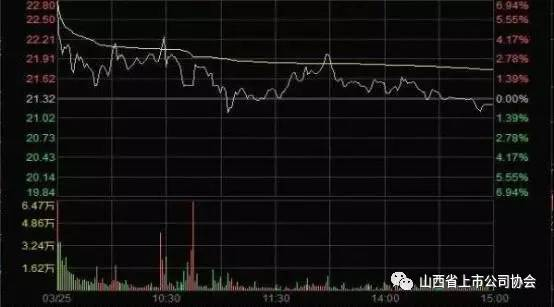 22.80 6.94%
22.50 5.55%
22.21 4.17%
21.91 2.78%
21.62 1.39%
21.32 0.00%
21.02 1.39%
20.73 2.78%
20.43 4.17%
20.14 5.55%
19.84 6.94%
6.47万
4.86万
3.24万
1.62万
山西省上市公司协会
03/25 10:30 11:30 14:00 15:00